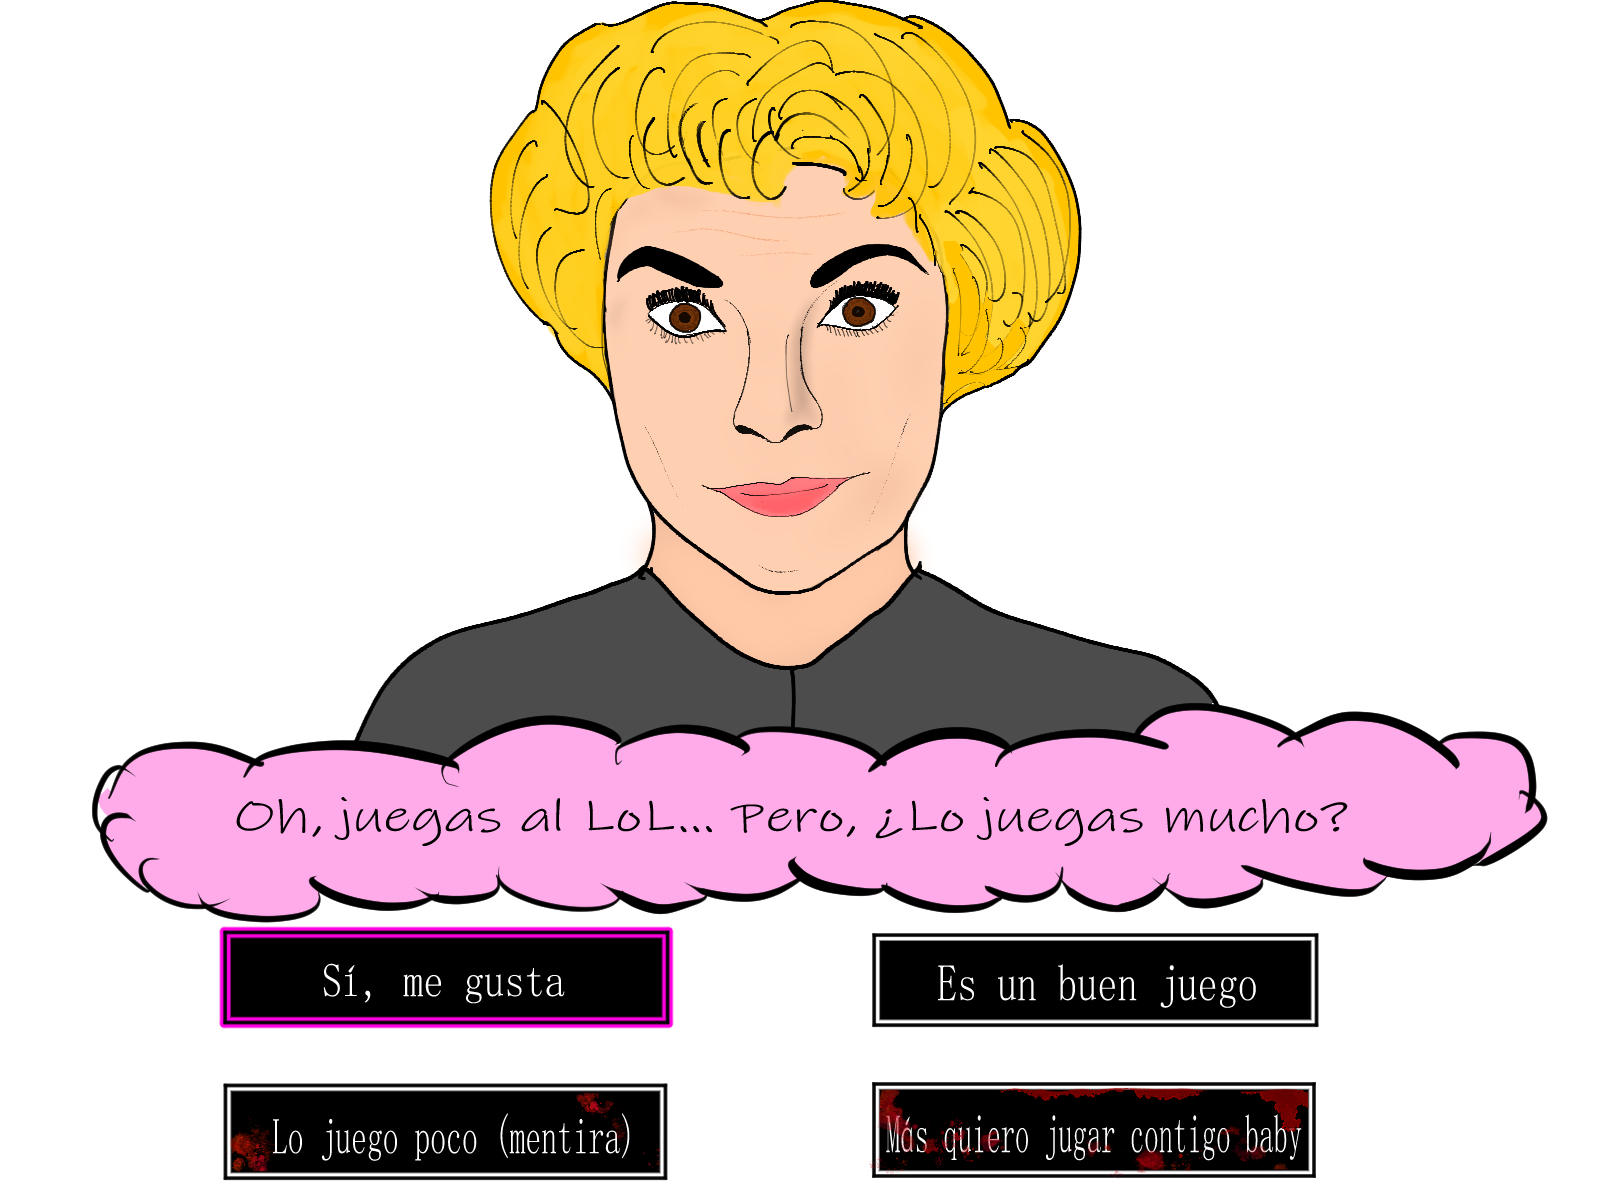 Oh, juegas al LoL... Pero, ¿Lo juegas mucho?
Sí, me gusta
Es un buen juego
Lo juego poco (mentira)
Más quiero jugar contigo baby